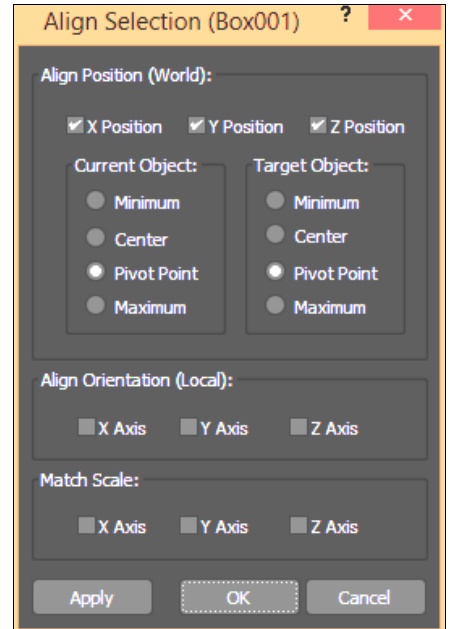 Align Selection (Box001) ? ×
Align Position (World):
X Position Y Position Z Position
Current Object: Target Object:
Minimum Minimum
Center Center
Pivot Point Pivot Point
Maximum Maximum
Align Orientation (Local):
X Axis Y Axis Z Axis
Match Scale:
X Axis Y Axis Z Axis
Apply OK Cancel